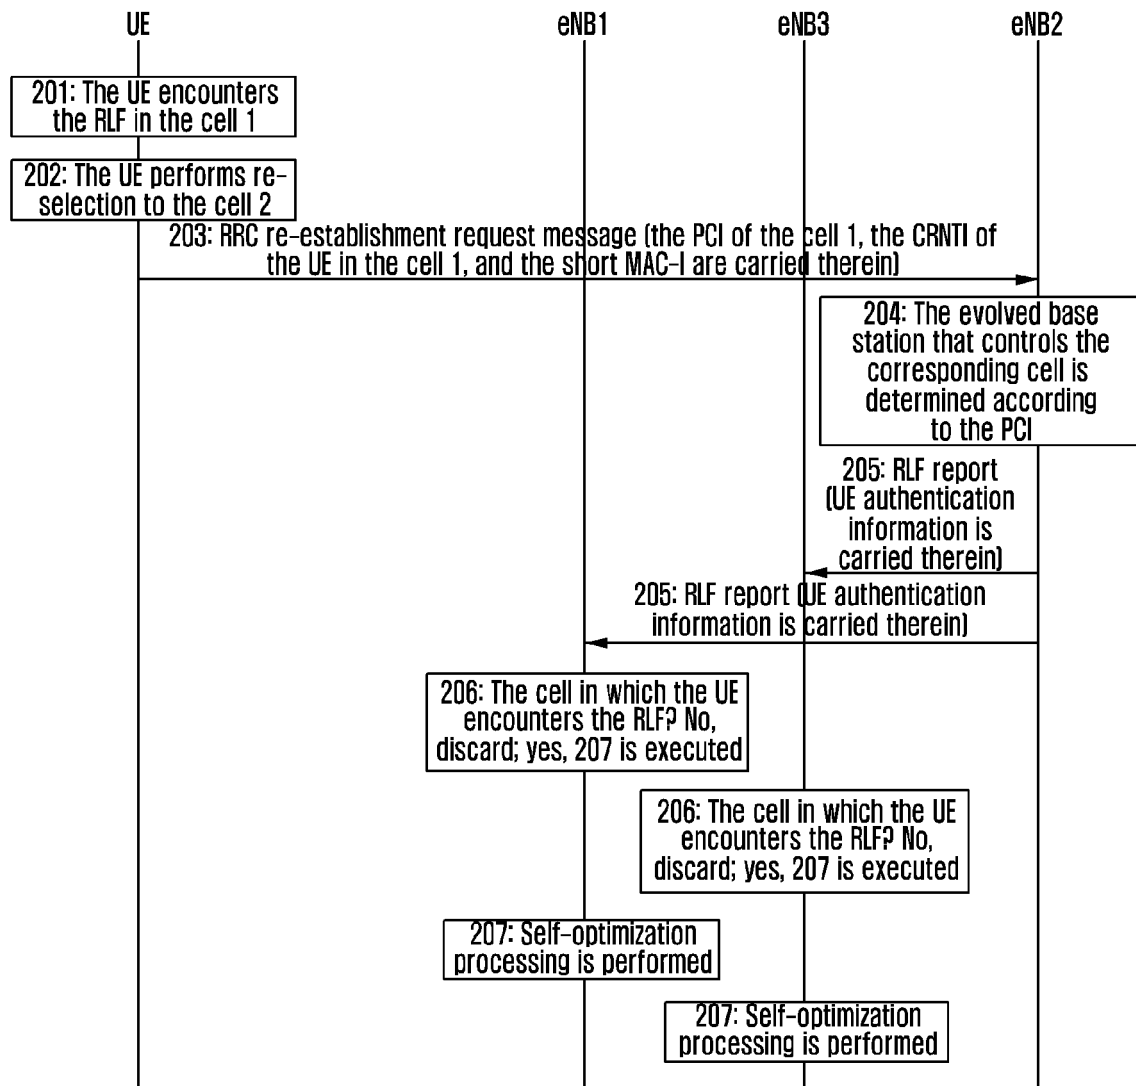 UE eNB1 eNB3 eNB2
201: The UE encounters
the RLF in the cell 1
202: The UE performs re-
selection to the cell 2
203: RRC re-establishment request message (the PCI of the cell 1, the CRNTI of
the UE in the cell 1, and the short MAC-I are carried therein)
204: The evolved base
station that controls the
corresponding cell is
determined according
to the PCI
205: RLF report
(UE authentication
information is
carried therein)
205: RLF report (UE authentication
information is carried therein)
206: The cell in which the UE
encounters the RLF? No,
discard; yes, 207 is executed
206: The cell in which the UE
encounters the RLF? No,
discard; yes, 207 is executed
207: Self-optimization
processing is performed
207: Self-optimization
processing is performed